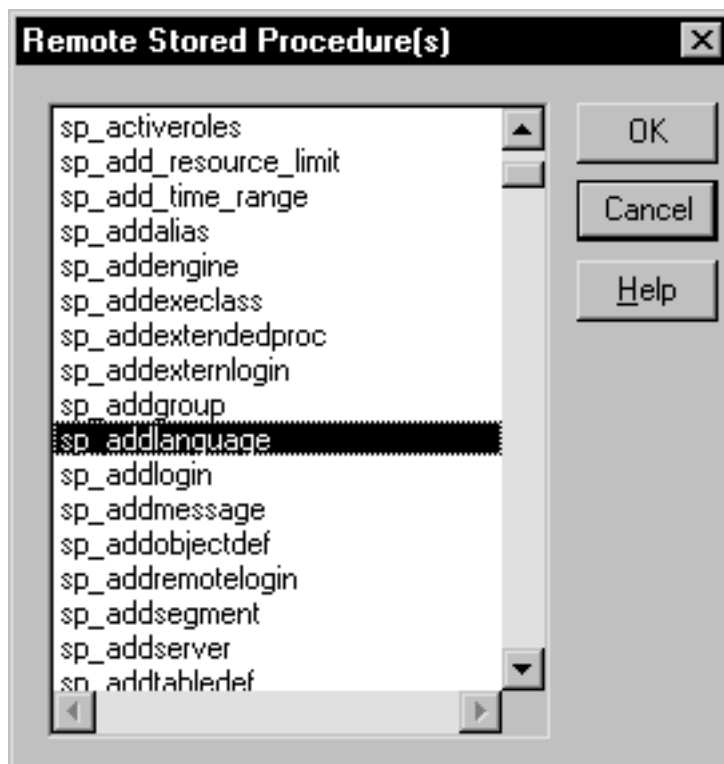 Remote Stored Procedure(s)
sp_activeroles
sp_add_resource_limit
sp_add_time_range
sp_addalias
sp_addengine
sp_addexeclass
sp_addextendedproc
sp_addexternlogin
sp_addgroup
sp_addlanguage
sp_addlogin
sp_addmessage
sp_addobjectdef
sp_addremotelogin
sp_addsegment
sp_addserver
sp_addtabledef
OK
Cancel
Help